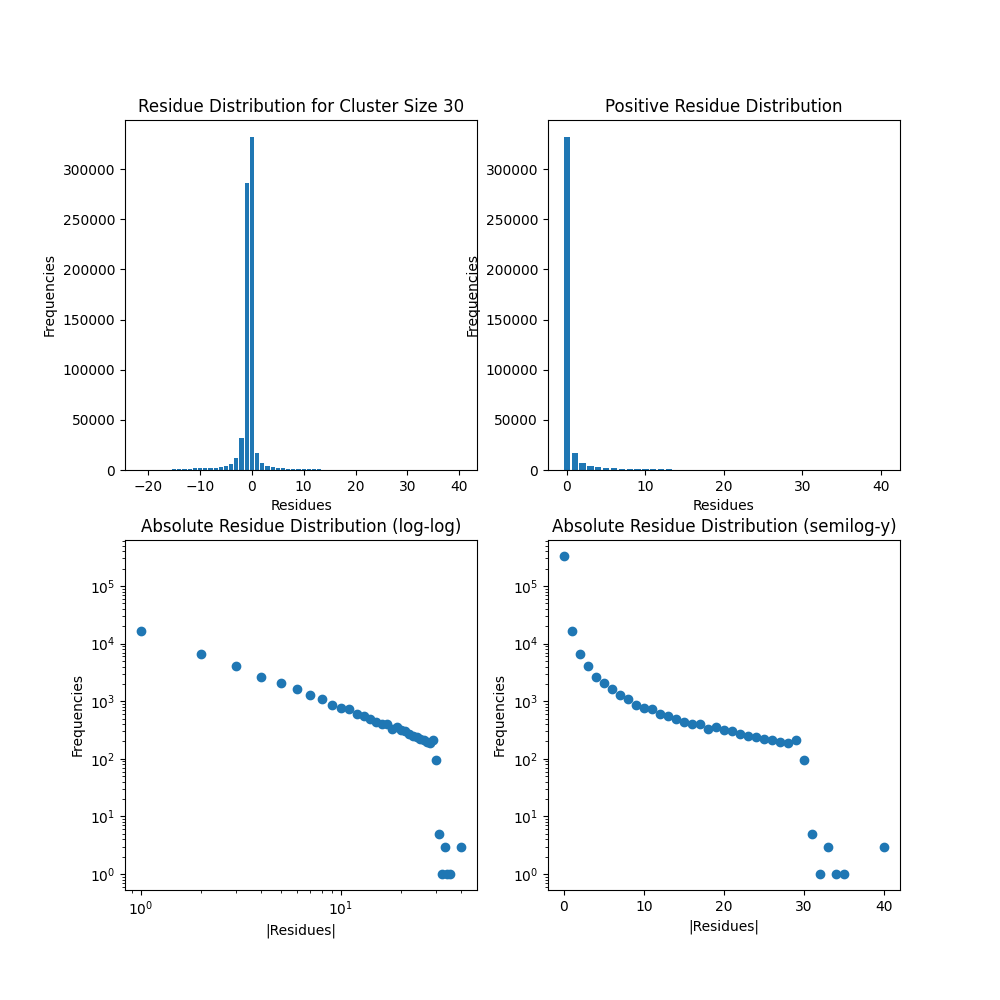 Residue Distribution for Cluster Size 30
Frequencies
300000
250000
200000
150000
100000
50000
0
−20 −10 0 10 20 30 40
Residues
Positive Residue Distribution
Frequencies
300000
250000
200000
150000
100000
50000
0
0 10 20 30 40
Residues
Absolute Residue Distribution (log-log)
Frequencies
10^5
10^4
10^3
10^2
10^1
10^0
10^0 10^1
|Residues|
Absolute Residue Distribution (semilog-y)
Frequencies
10^5
10^4
10^3
10^2
10^1
10^0
0 10 20 30 40
|Residues|